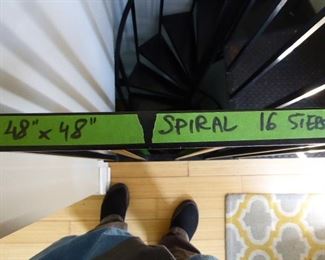 48" x 48" SPIRAL 16 STEPS